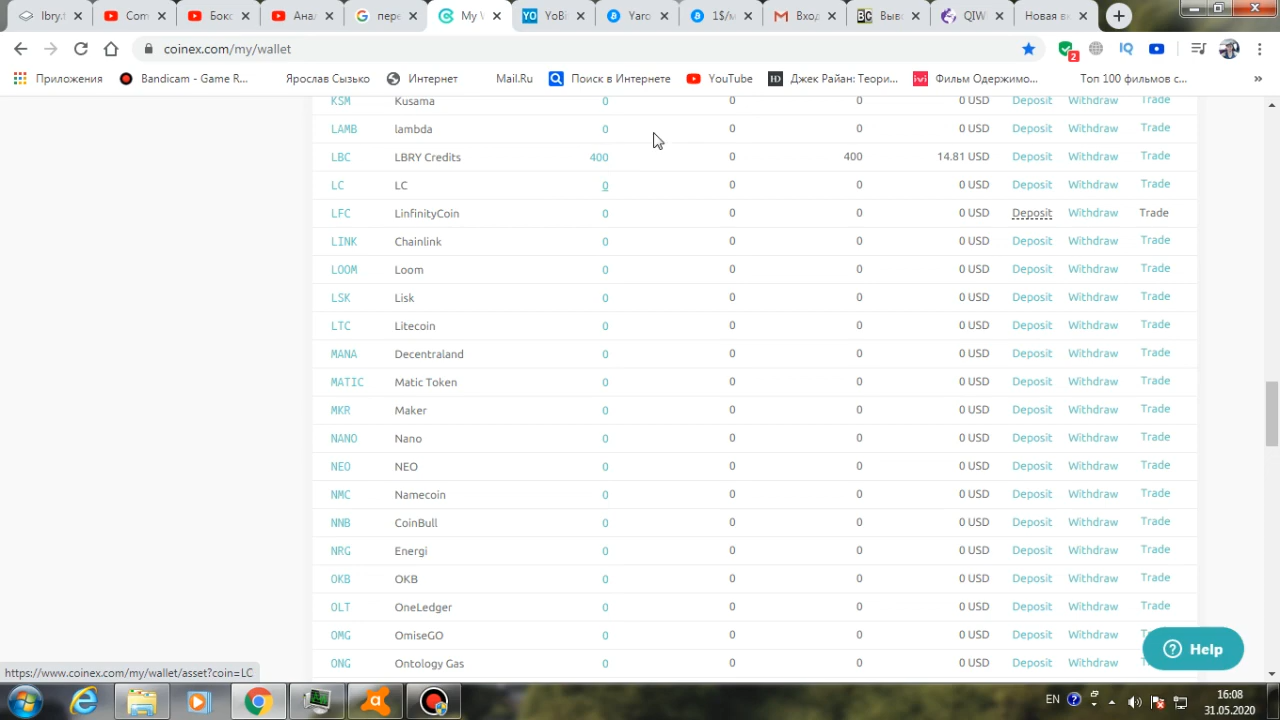 lbry.t
Com
Бокс
Анал
пере
My W
YoB
Yaro
1$/м
Вход
BC Выво
QIW
Новая вк
coinex.com/my/wallet
2
IQ
Приложения
Bandicam - Game R...
Ярослав Сызько
Интернет
Mail.Ru
Поиск в Интернете
YouTube
HD Джек Райан: Теори...
ivi Фильм Одержимо...
Топ 100 фильмов с...
»
KSM Kusama 0 0 0 0 USD Deposit Withdraw Trade
LAMB lambda 0 0 0 0 USD Deposit Withdraw Trade
LBC LBRY Credits 400 0 400 14.81 USD Deposit Withdraw Trade
LC LC 0 0 0 0 USD Deposit Withdraw Trade
LFC LinfinityCoin 0 0 0 0 USD Deposit Withdraw Trade
LINK Chainlink 0 0 0 0 USD Deposit Withdraw Trade
LOOM Loom 0 0 0 0 USD Deposit Withdraw Trade
LSK Lisk 0 0 0 0 USD Deposit Withdraw Trade
LTC Litecoin 0 0 0 0 USD Deposit Withdraw Trade
MANA Decentraland 0 0 0 0 USD Deposit Withdraw Trade
MATIC Matic Token 0 0 0 0 USD Deposit Withdraw Trade
MKR Maker 0 0 0 0 USD Deposit Withdraw Trade
NANO Nano 0 0 0 0 USD Deposit Withdraw Trade
NEO NEO 0 0 0 0 USD Deposit Withdraw Trade
NMC Namecoin 0 0 0 0 USD Deposit Withdraw Trade
NNB CoinBull 0 0 0 0 USD Deposit Withdraw Trade
NRG Energi 0 0 0 0 USD Deposit Withdraw Trade
OKB OKB 0 0 0 0 USD Deposit Withdraw Trade
OLT OneLedger 0 0 0 0 USD Deposit Withdraw Trade
OMG OmiseGO 0 0 0 0 USD Deposit Withdraw
ONG Ontology Gas 0 0 0 0 USD Deposit Withdraw
Help
https://www.coinex.com/my/wallet/asset?coin=LC
EN
16:08
31.05.2020